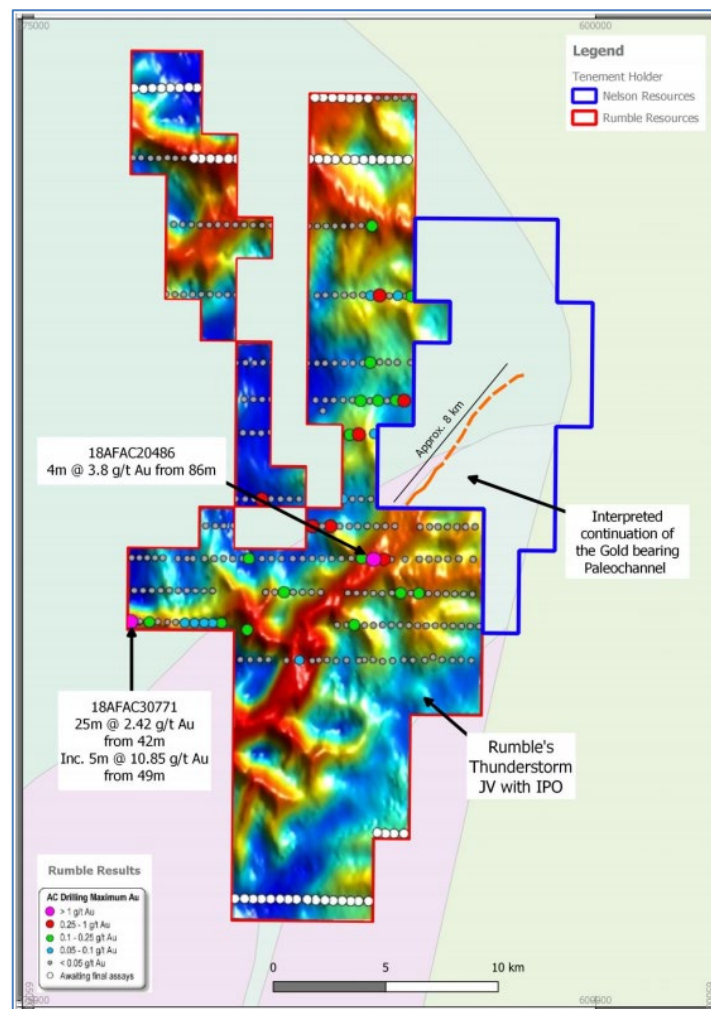 75000
600000
Legend
Tenement Holder
Nelson Resources
Rumble Resources
Approx. 8 km
18AFAC20486
4m @ 3.8 g/t Au from 86m
Interpreted
continuation of
the Gold bearing
Paleochannel
18AFAC30771
25m @ 2.42 g/t Au
from 42m
Inc. 5m @ 10.85 g/t Au
from 49m
Rumble's
Thunderstorm
JV with IPO
Rumble Results
AC Drilling Maximum Au
> 1 g/t Au
0.25 - 1 g/t Au
0.1 - 0.25 g/t Au
0.05 - 0.1 g/t Au
< 0.05 g/t Au
Awaiting final assays
0
5
10 km
600000